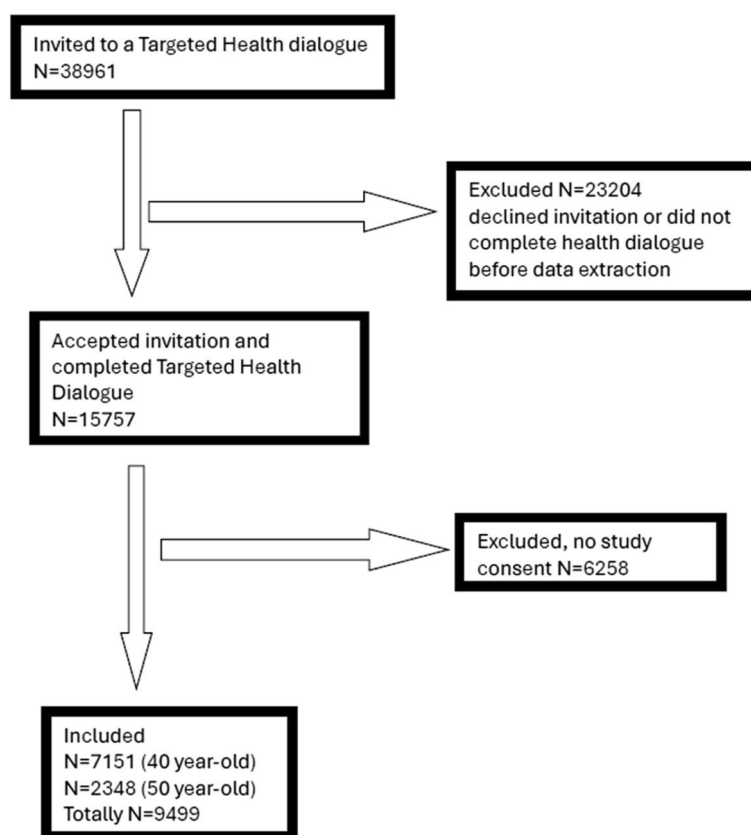 Invited to a Targeted Health dialogue
N=38961
Excluded N=23204
declined invitation or did not
complete health dialogue
before data extraction
Accepted invitation and
completed Targeted Health
Dialogue
N=15757
Excluded, no study
consent N=6258
Included
N=7151 (40 year-old)
N=2348 (50 year-old)
Totally N=9499